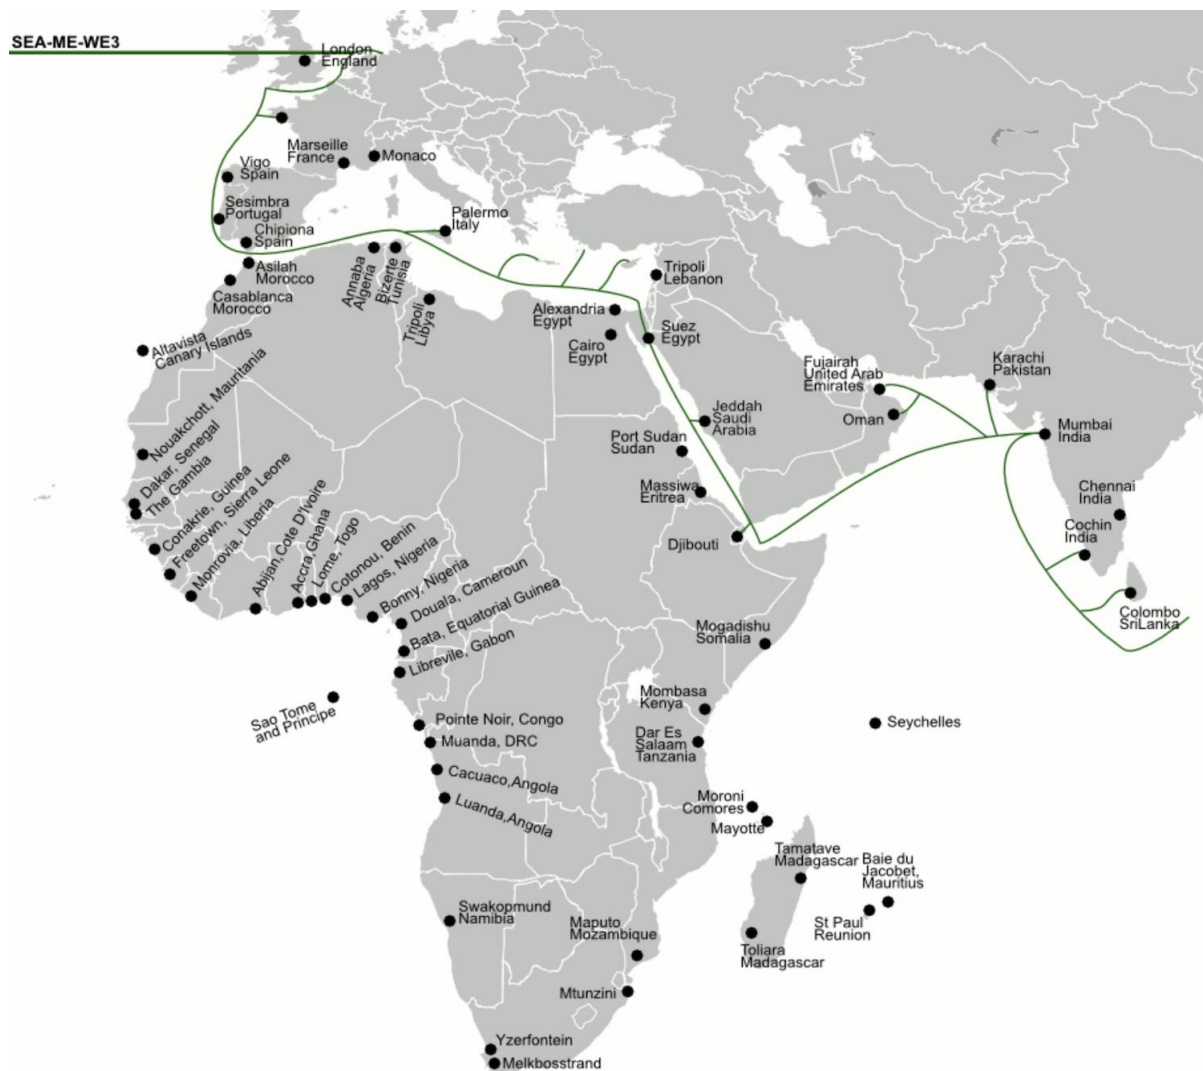 SEA-ME-WE3
London
England
Marseille
France
Monaco
Vigo
Spain
Sesimbra
Portugal
Chipiona
Spain
Palermo
Italy
Asilah
Morocco
Casablanca
Morocco
Annaba
Algeria
Bizerte
Tunisia
Tripoli
Libya
Tripoli
Lebanon
Alexandria
Egypt
Cairo
Egypt
Suez
Egypt
Altavista
Canary Islands
Fujairah
United Arab
Emirates
Karachi
Pakistan
Oman
Mumbai
India
Jeddah
Saudi
Arabia
Port Sudan
Sudan
Massiwa
Eritrea
Djibouti
Chennai
India
Cochin
India
Colombo
SriLanka
Nouakchott, Mauritania
Dakar, Senegal
The Gambia
Conakrie, Guinea
Freetown, Sierra Leone
Monrovia, Liberia
Abijan,Cote D'Ivoire
Accra,Ghana
Lome, Togo
Cotonou, Benin
Lagos, Nigeria
Bonny, Nigeria
Douala, Cameroun
Bata, Equatorial Guinea
Librevile, Gabon
Mogadishu
Somalia
Sao Tome
and Principe
Pointe Noir, Congo
Muanda, DRC
Cacuaco,Angola
Luanda,Angola
Mombasa
Kenya
Dar Es
Salaam
Tanzania
Seychelles
Moroni
Comores
Mayotte
Tamatave
Madagascar
Baie du
Jacobet,
Mauritius
St Paul
Reunion
Toliara
Madagascar
Swakopmund
Namibia
Maputo
Mozambique
Mtunzini
Yzerfontein
Melkbosstrand